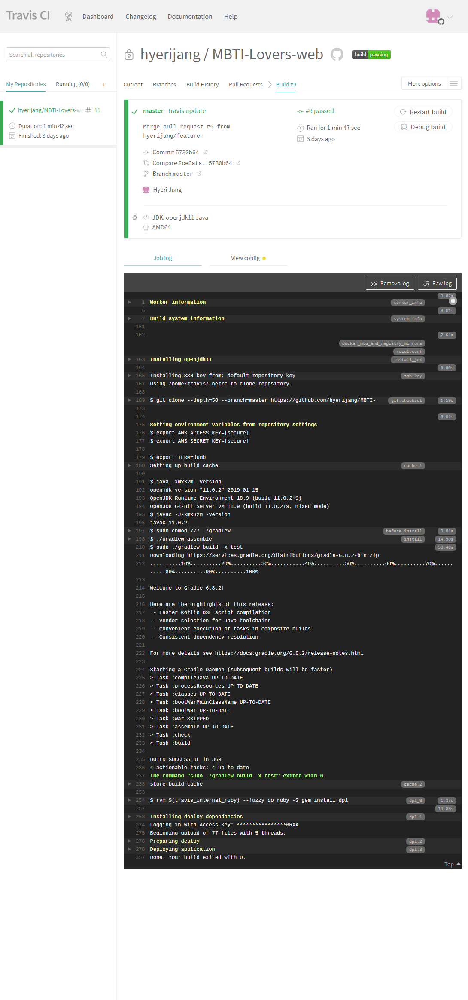 Travis CI
Dashboard
Changelog
Documentation
Help
Search all repositories
My Repositories
Running (0/0)
+
hyerijang/MBTI-Lovers-we
# 11
Duration: 1 min 42 sec
Finished: 3 days ago
hyerijang / MBTI-Lovers-web
build passing
Current
Branches
Build History
Pull Requests
Build #9
More options
master travis update
Merge pull request #5 from
hyerijang/feature
Commit 5730b64
Compare 2ce3afa..5730b64
Branch master
Hyeri Jang
#9 passed
Ran for 1 min 47 sec
3 days ago
Restart build
Debug build
JDK: openjdk11 Java
AMD64
Job log
View config
Remove log
Raw log
0.07s
1 Worker information worker_info
6 0.01s
7 Build system information system_info
161
162 2.61s
docker_mtu_and_registry_mirrors
resolvconf
163 Installing openjdk11 install_jdk
164 0.00s
165 Installing SSH key from: default repository key ssh_key
167 Using /home/travis/.netrc to clone repository.
168
169 $ git clone --depth=50 --branch=master https://github.com/hyerijang/MBTI- git.checkout 1.19s
173
174 0.01s
175 Setting environment variables from repository settings
176 $ export AWS_ACCESS_KEY=[secure]
177 $ export AWS_SECRET_KEY=[secure]
178
179 $ export TERM=dumb
180 Setting up build cache cache.1
190
191 $ java -Xmx32m -version
192 openjdk version "11.0.2" 2019-01-15
193 OpenJDK Runtime Environment 18.9 (build 11.0.2+9)
194 OpenJDK 64-Bit Server VM 18.9 (build 11.0.2+9, mixed mode)
195 $ javac -J-Xmx32m -version
196 javac 11.0.2
197 $ sudo chmod 777 ./gradlew before_install 0.01s
198 $ ./gradlew assemble install 14.50s
210 $ sudo ./gradlew build -x test 36.48s
211 Downloading https://services.gradle.org/distributions/gradle-6.8.2-bin.zip
212 ..........10%..........20%..........30%...........40%..........50%..........60%..........70%......
.....80%..........90%..........100%
213
214 Welcome to Gradle 6.8.2!
215
216 Here are the highlights of this release:
217 - Faster Kotlin DSL script compilation
218 - Vendor selection for Java toolchains
219 - Convenient execution of tasks in composite builds
220 - Consistent dependency resolution
221
222 For more details see https://docs.gradle.org/6.8.2/release-notes.html
223
224 Starting a Gradle Daemon (subsequent builds will be faster)
225 > Task :compileJava UP-TO-DATE
226 > Task :processResources UP-TO-DATE
227 > Task :classes UP-TO-DATE
228 > Task :bootWarMainClassName UP-TO-DATE
229 > Task :bootWar UP-TO-DATE
230 > Task :war SKIPPED
231 > Task :assemble UP-TO-DATE
232 > Task :check
233 > Task :build
234
235 BUILD SUCCESSFUL in 36s
236 4 actionable tasks: 4 up-to-date
237 The command "sudo ./gradlew build -x test" exited with 0.
238 store build cache cache.2
253
254 $ rvm $(travis_internal_ruby) --fuzzy do ruby -S gem install dpl dpl_0 1.37s
257 14.86s
258 Installing deploy dependencies dpl.1
274 Logging in with Access Key: ****************6RXA
275 Beginning upload of 77 files with 5 threads.
276 Preparing deploy dpl.2
278 Deploying application dpl.3
357 Done. Your build exited with 0.
Top